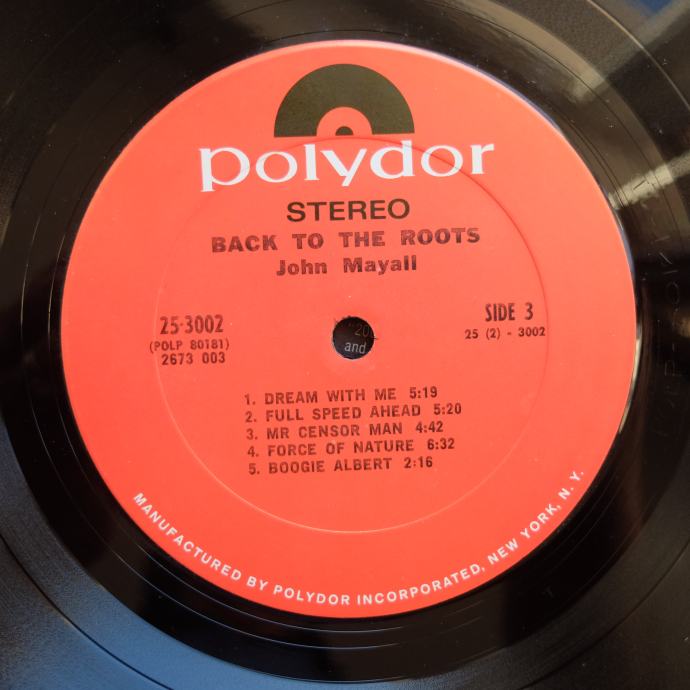 polydor
STEREO
BACK TO THE ROOTS
John Mayall
25-3002
(POLP 80181)
2673 003
SIDE 3
25 (2) - 3002
"20
and
1. DREAM WITH ME 5:19
2. FULL SPEED AHEAD 5:20
3. MR CENSOR MAN 4:42
4. FORCE OF NATURE 6:32
5. BOOGIE ALBERT 2:16
MANUFACTURED BY POLYDOR INCORPORATED, NEW YORK, N. Y.